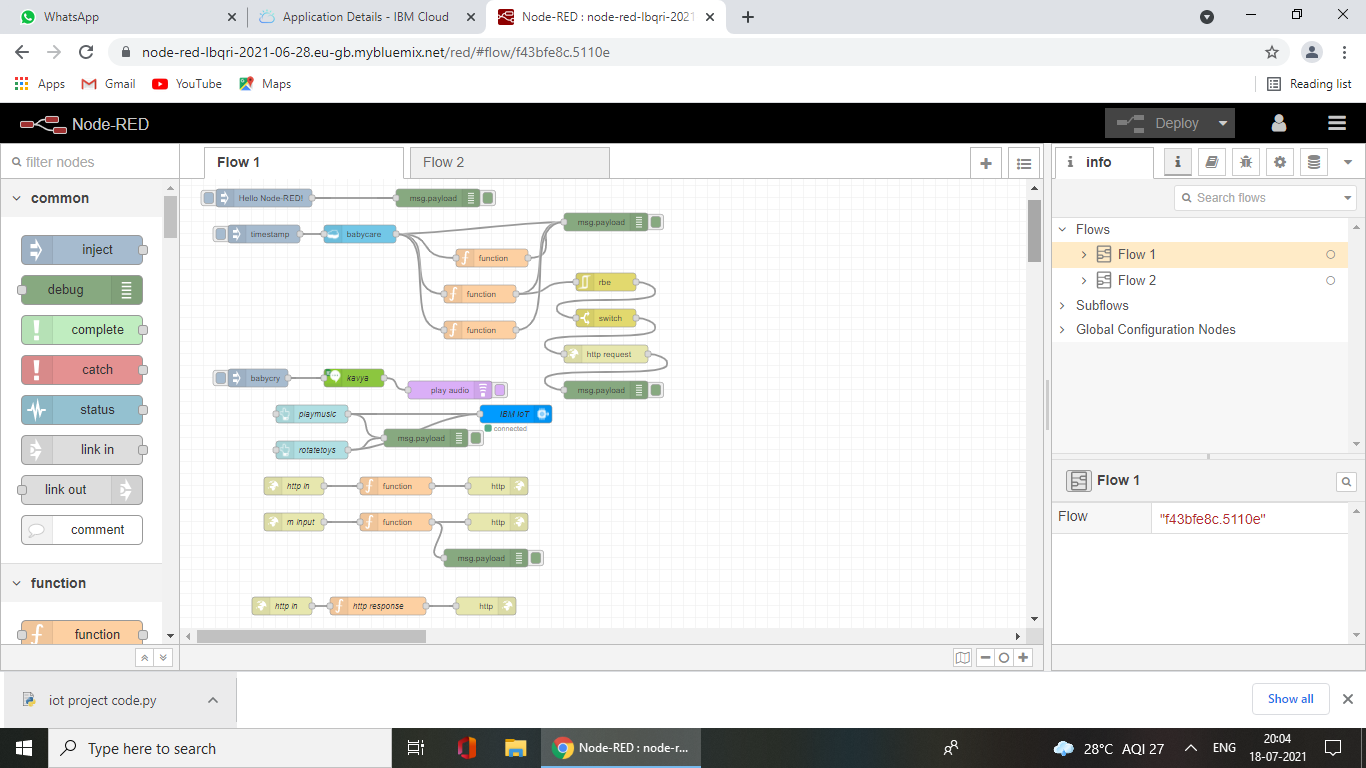 WhatsApp
Application Details - IBM Cloud
Node-RED : node-red-lbqri-2021
node-red-lbqri-2021-06-28.eu-gb.mybluemix.net/red/#flow/f43bfe8c.5110e
Apps
Gmail
YouTube
Maps
Reading list
Node-RED
Deploy
filter nodes
Flow 1
Flow 2
info
Search flows
common
inject
debug
complete
catch
status
link in
link out
comment
function
function
Hello Node-RED!
msg.payload
timestamp
babycare
msg.payload
function
function
rbe
function
switch
http request
babycry
kavya
play audio
msg.payload
playmusic
IBM IoT
connected
msg.payload
rotatetoys
http in
function
http
m input
function
http
msg.payload
http in
http response
http
Flows
Flow 1
Flow 2
Subflows
Global Configuration Nodes
Flow 1
Flow
"f43bfe8c.5110e"
iot project code.py
Show all
Type here to search
Node-RED : node-r...
28°C AQI 27
ENG
20:04
18-07-2021